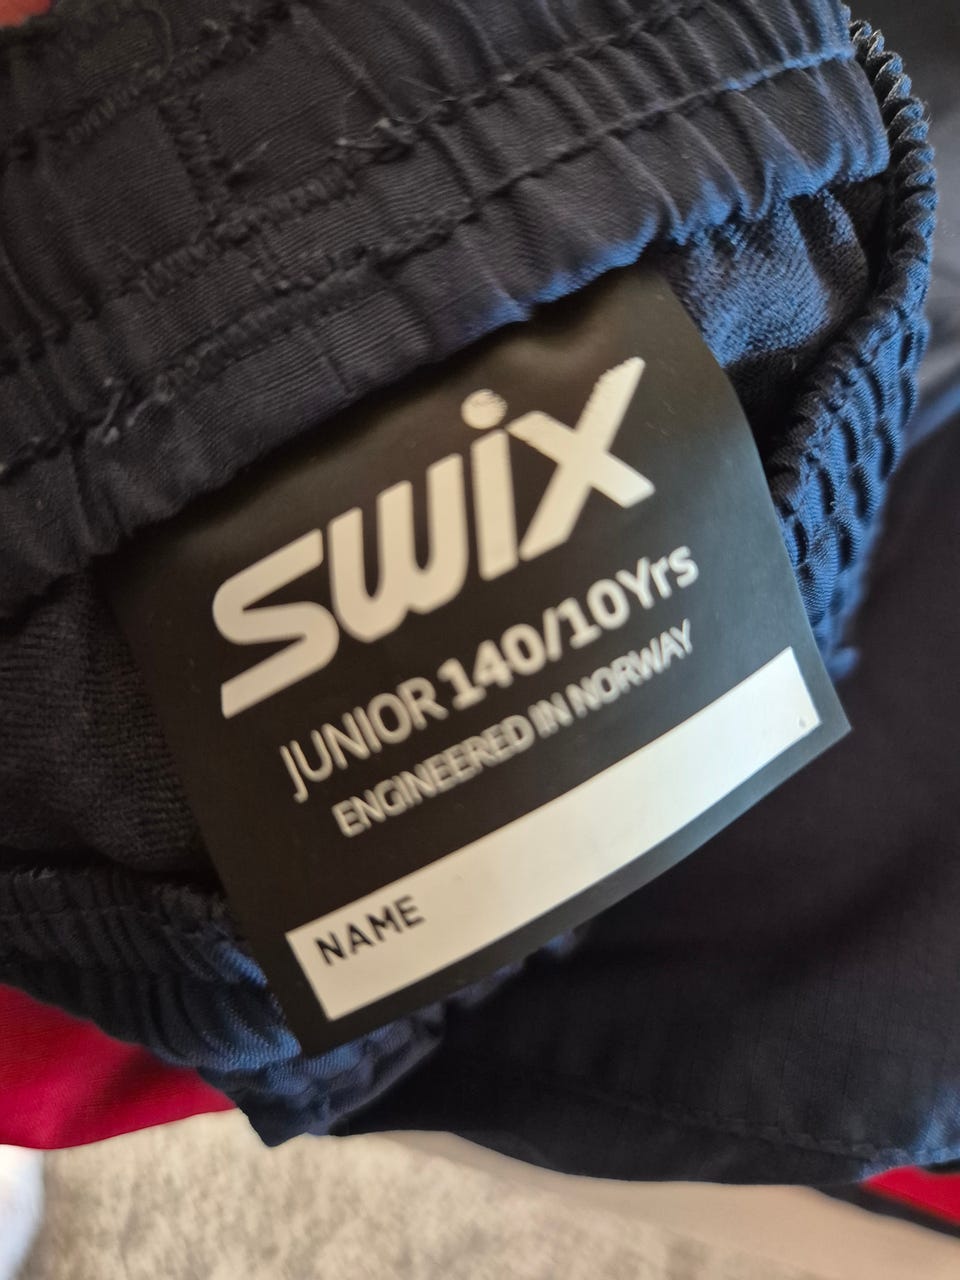 swix
JUNIOR 140/10Yrs
ENGINEERED IN NORWAY
NAME